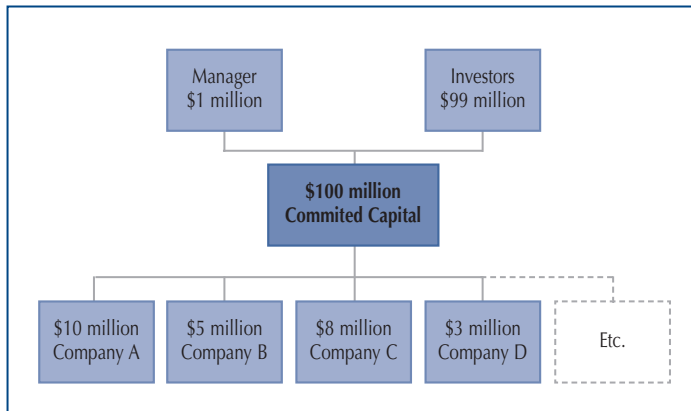 Manager
$1 million
Investors
$99 million
$100 million
Commited Capital
$10 million
Company A
$5 million
Company B
$8 million
Company C
$3 million
Company D
Etc.